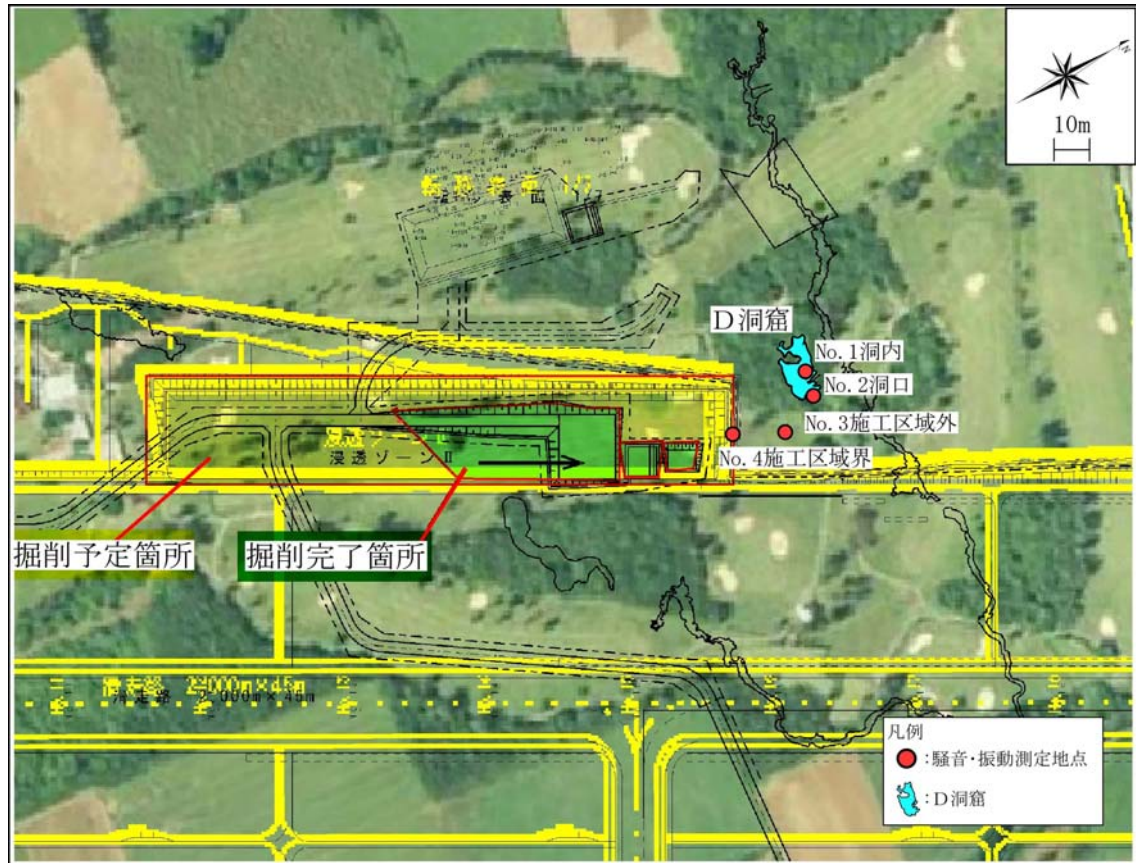 10m
D洞窟
No.1洞内
No.2洞口
No.3施工区域外
No.4施工区域界
浸透ゾーンⅡ
掘削予定箇所
掘削完了箇所
凡例
:騒音・振動測定地点
:D洞窟